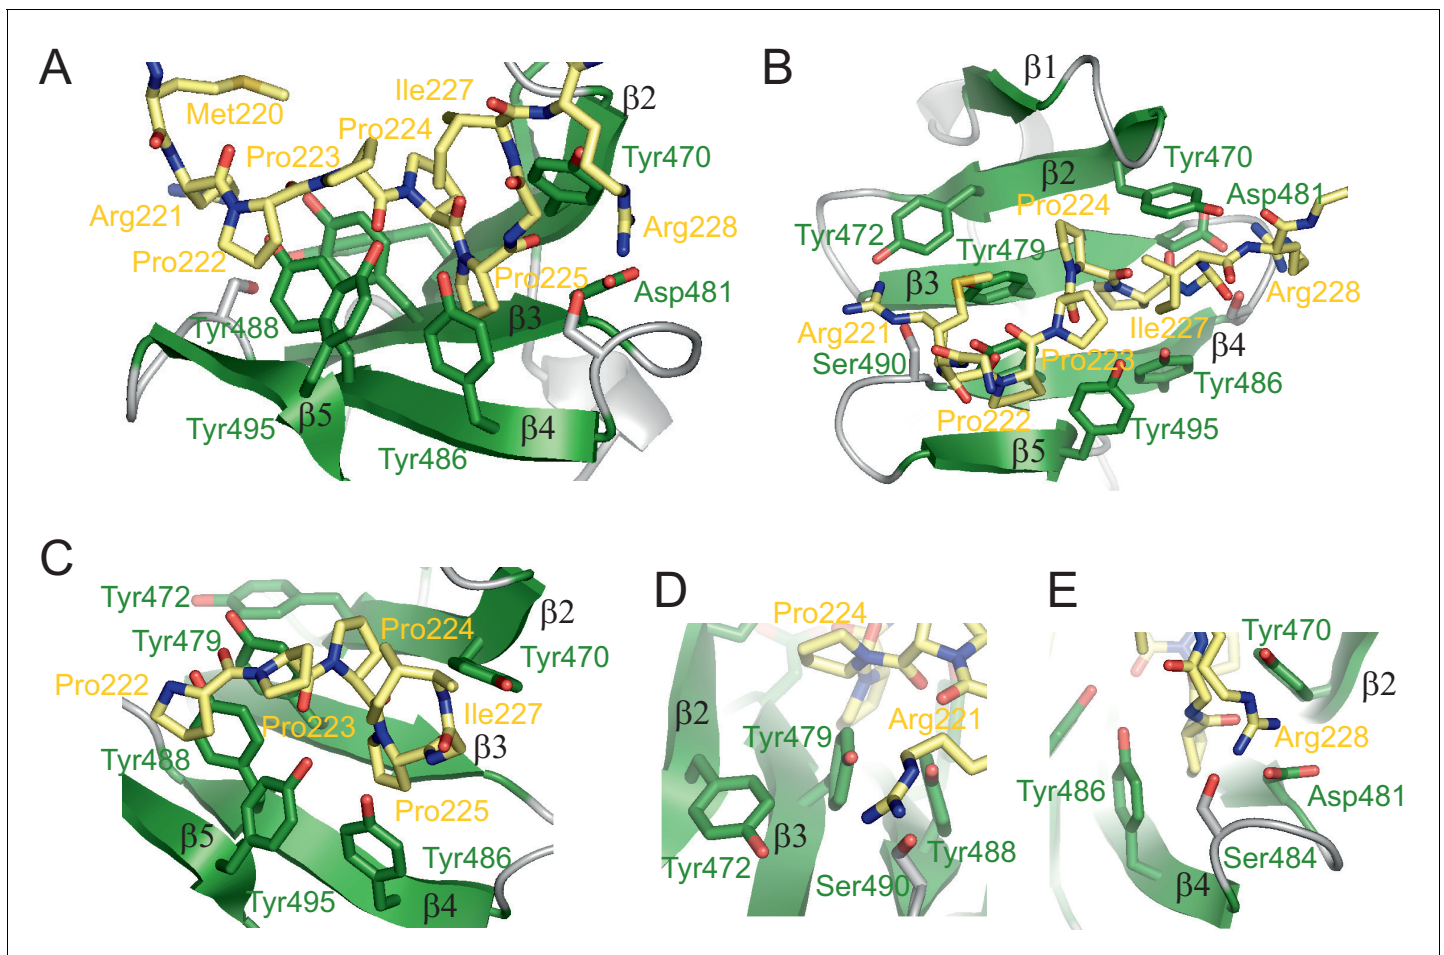 A
Met220
Ile227
β2
Pro224
Pro223
Tyr470
Arg221
Arg228
Pro222
Pro225
Asp481
Tyr488
β3
β5
Tyr495
β4
Tyr486
B
β1
Tyr470
β2
Asp481
Pro224
Tyr472
Tyr479
β3
Arg228
Arg221
Ile227
Ser490
Pro223
β4
Tyr486
Pro222
Tyr495
β5
C
Tyr472
β2
Tyr479
Pro224
Tyr470
Pro222
Pro223
Ile227
β3
Tyr488
Pro225
β5
Tyr486
Tyr495
β4
D
Pro224
β2
Arg221
Tyr479
β3
Tyr472
Tyr488
Ser490
E
Tyr470
β2
Arg228
Tyr486
Asp481
Ser484
β4